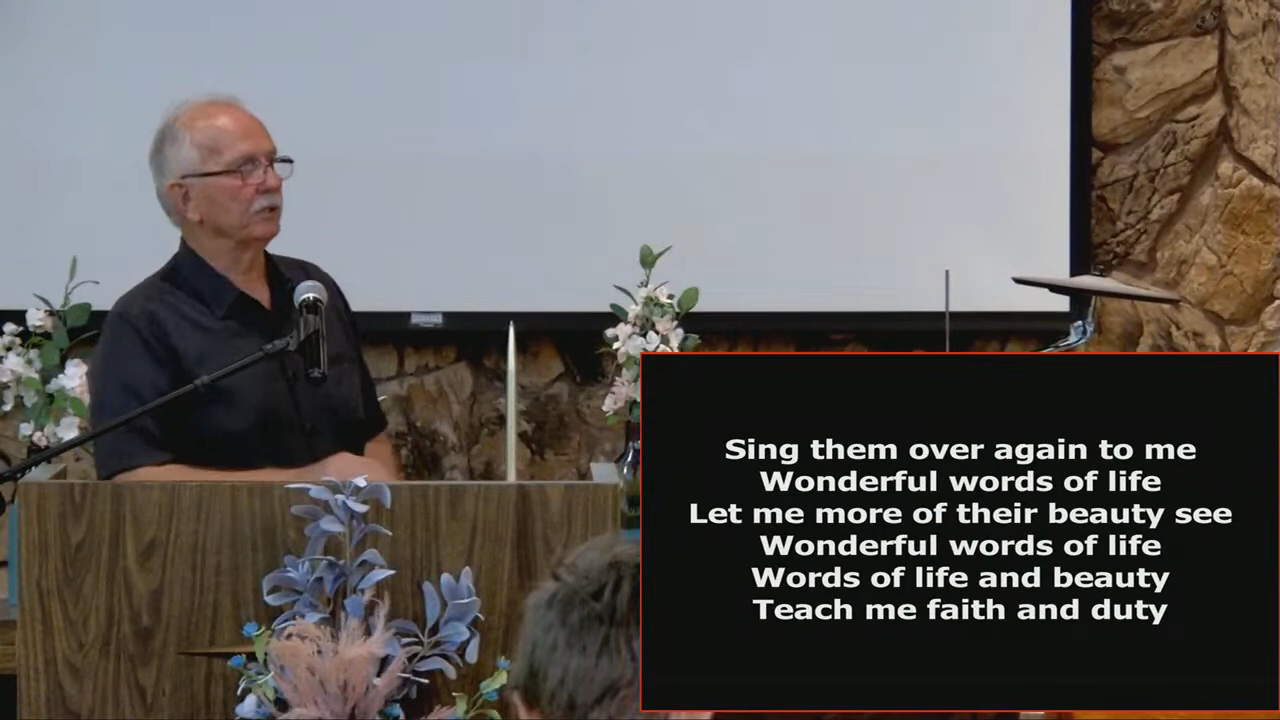 Sing them over again to me
Wonderful words of life
Let me more of their beauty see
Wonderful words of life
Words of life and beauty
Teach me faith and duty